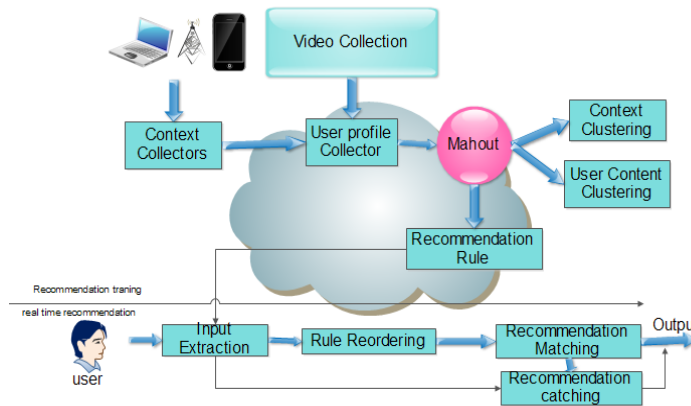 Video Collection
Context
Collectors
User profile
Collector
Mahout
Context
Clustering
User Content
Clustering
Recommendation
Rule
Recommendation traning
real time recommendation
user
Input
Extraction
Rule Reordering
Recommendation
Matching
Output
Recommendation
catching